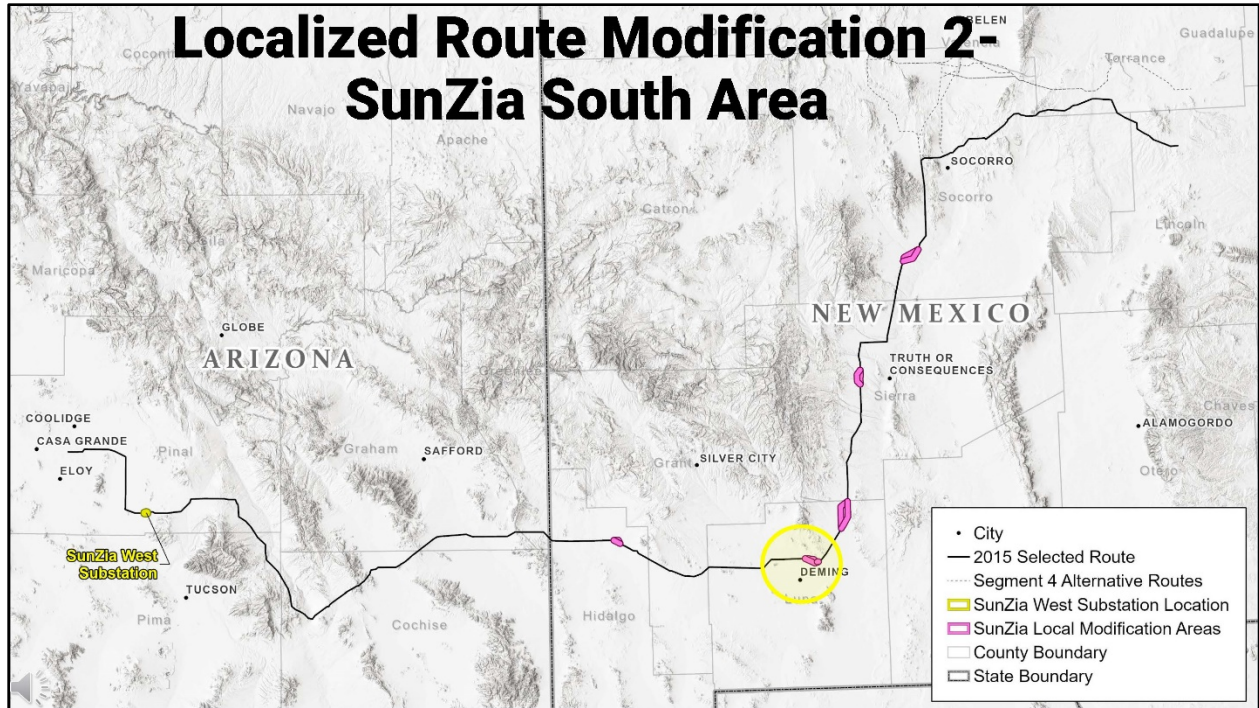 Localized Route Modification 2-
SunZia South Area
BELEN
Valencia
Guadalupe
Torrance
Yavapai
Navajo
Apache
SOCORRO
Socorro
Catron
Lincoln
Gila
Maricopa
NEW MEXICO
GLOBE
ARIZONA
Greenlee
TRUTH OR
CONSEQUENCES
Sierra
Chaves
COOLIDGE
ALAMOGORDO
CASA GRANDE
Pinal
Graham
SAFFORD
Grant
SILVER CITY
Otero
ELOY
SunZia West
Substation
DEMING
Luna
TUCSON
Pima
Cochise
Hidalgo
City
2015 Selected Route
Segment 4 Alternative Routes
SunZia West Substation Location
SunZia Local Modification Areas
County Boundary
State Boundary